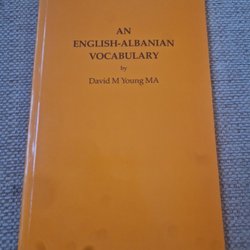 AN
ENGLISH-ALBANIAN
VOCABULARY
by
David M Young MA